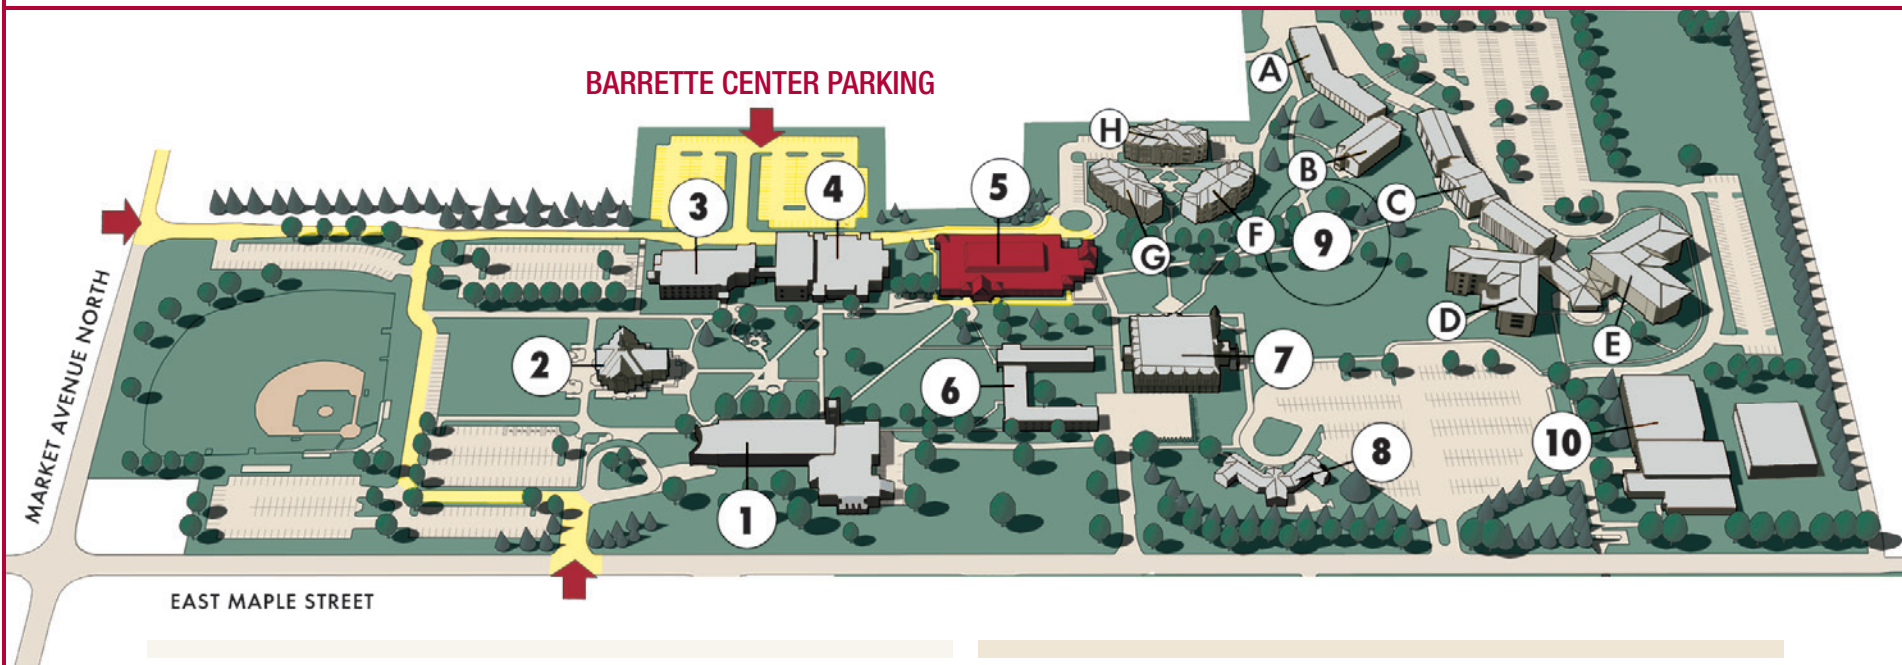 BARRETTE CENTER PARKING
A
H
B
3
4
5
C
F
9
G
D
E
2
7
6
10
8
1
MARKET AVENUE NORTH
EAST MAPLE STREET